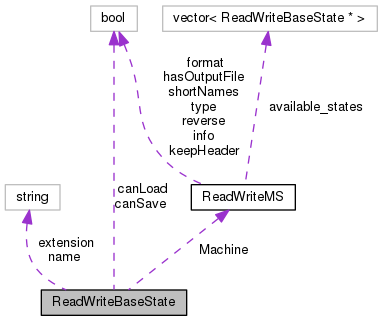 bool
vector< ReadWriteBaseState * >
format
hasOutputFile
shortNames
type
reverse
info
keepHeader
available_states
string
canLoad
canSave
ReadWriteMS
extension
name
Machine
ReadWriteBaseState